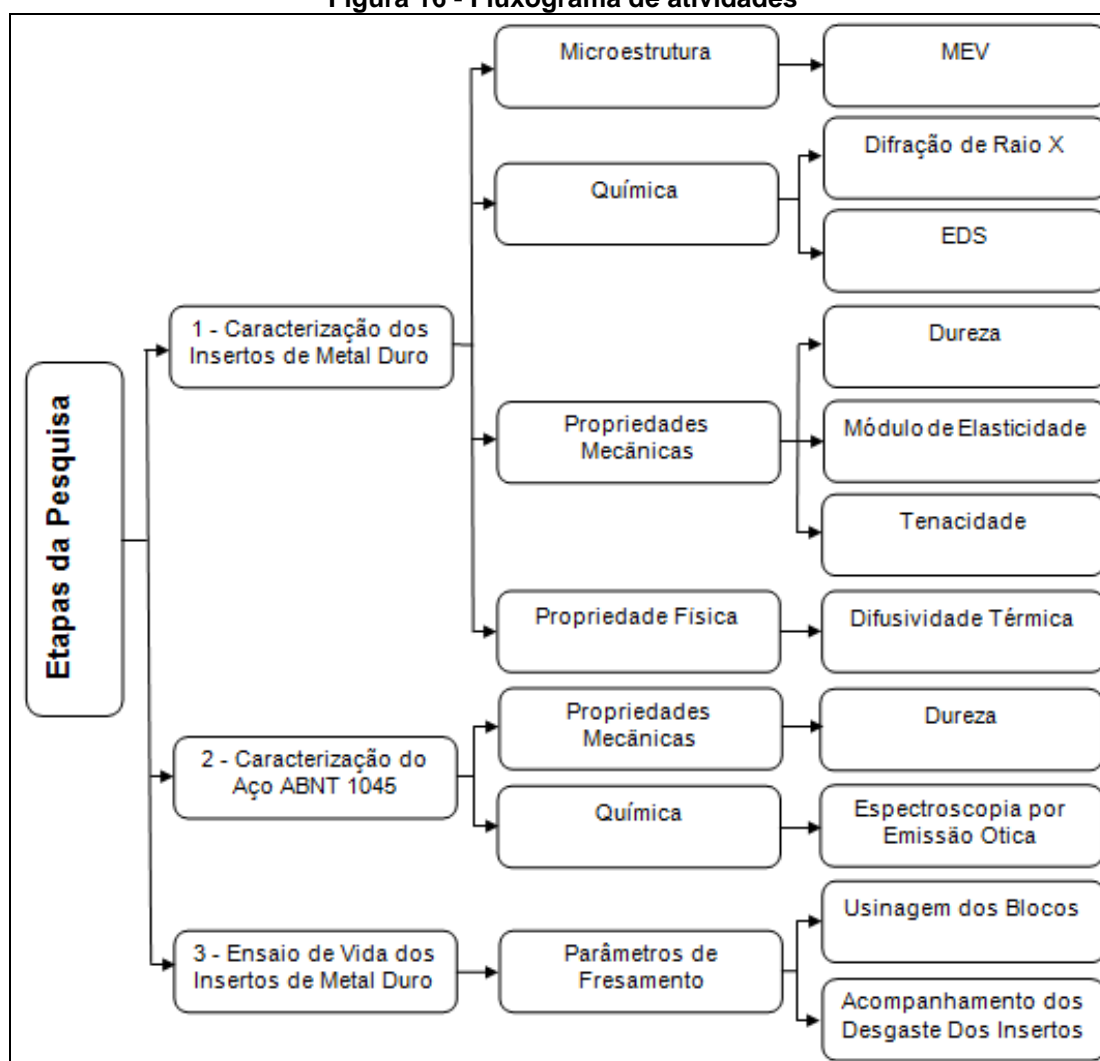 Figura 16 - Fluxograma de atividades
Etapas da Pesquisa
1 - Caracterização dos
Insertos de Metal Duro
Microestrutura
MEV
Química
Difração de Raio X
EDS
Propriedades
Mecänicas
Dureza
Módulo de Elasticidade
Tenacidade
Propriedade Física
Difusividade Térmica
2 - Caracterização do
Aço ABNT 1045
Propriedades
Mecänicas
Dureza
Química
Espectroscopia por
Emissão Otica
3 - Ensaio de Vida dos
Insertos de Metal Duro
Parâmetros de
Fresamento
Usinagem dos Blocos
Acompanhamento dos
Desgaste Dos Insertos